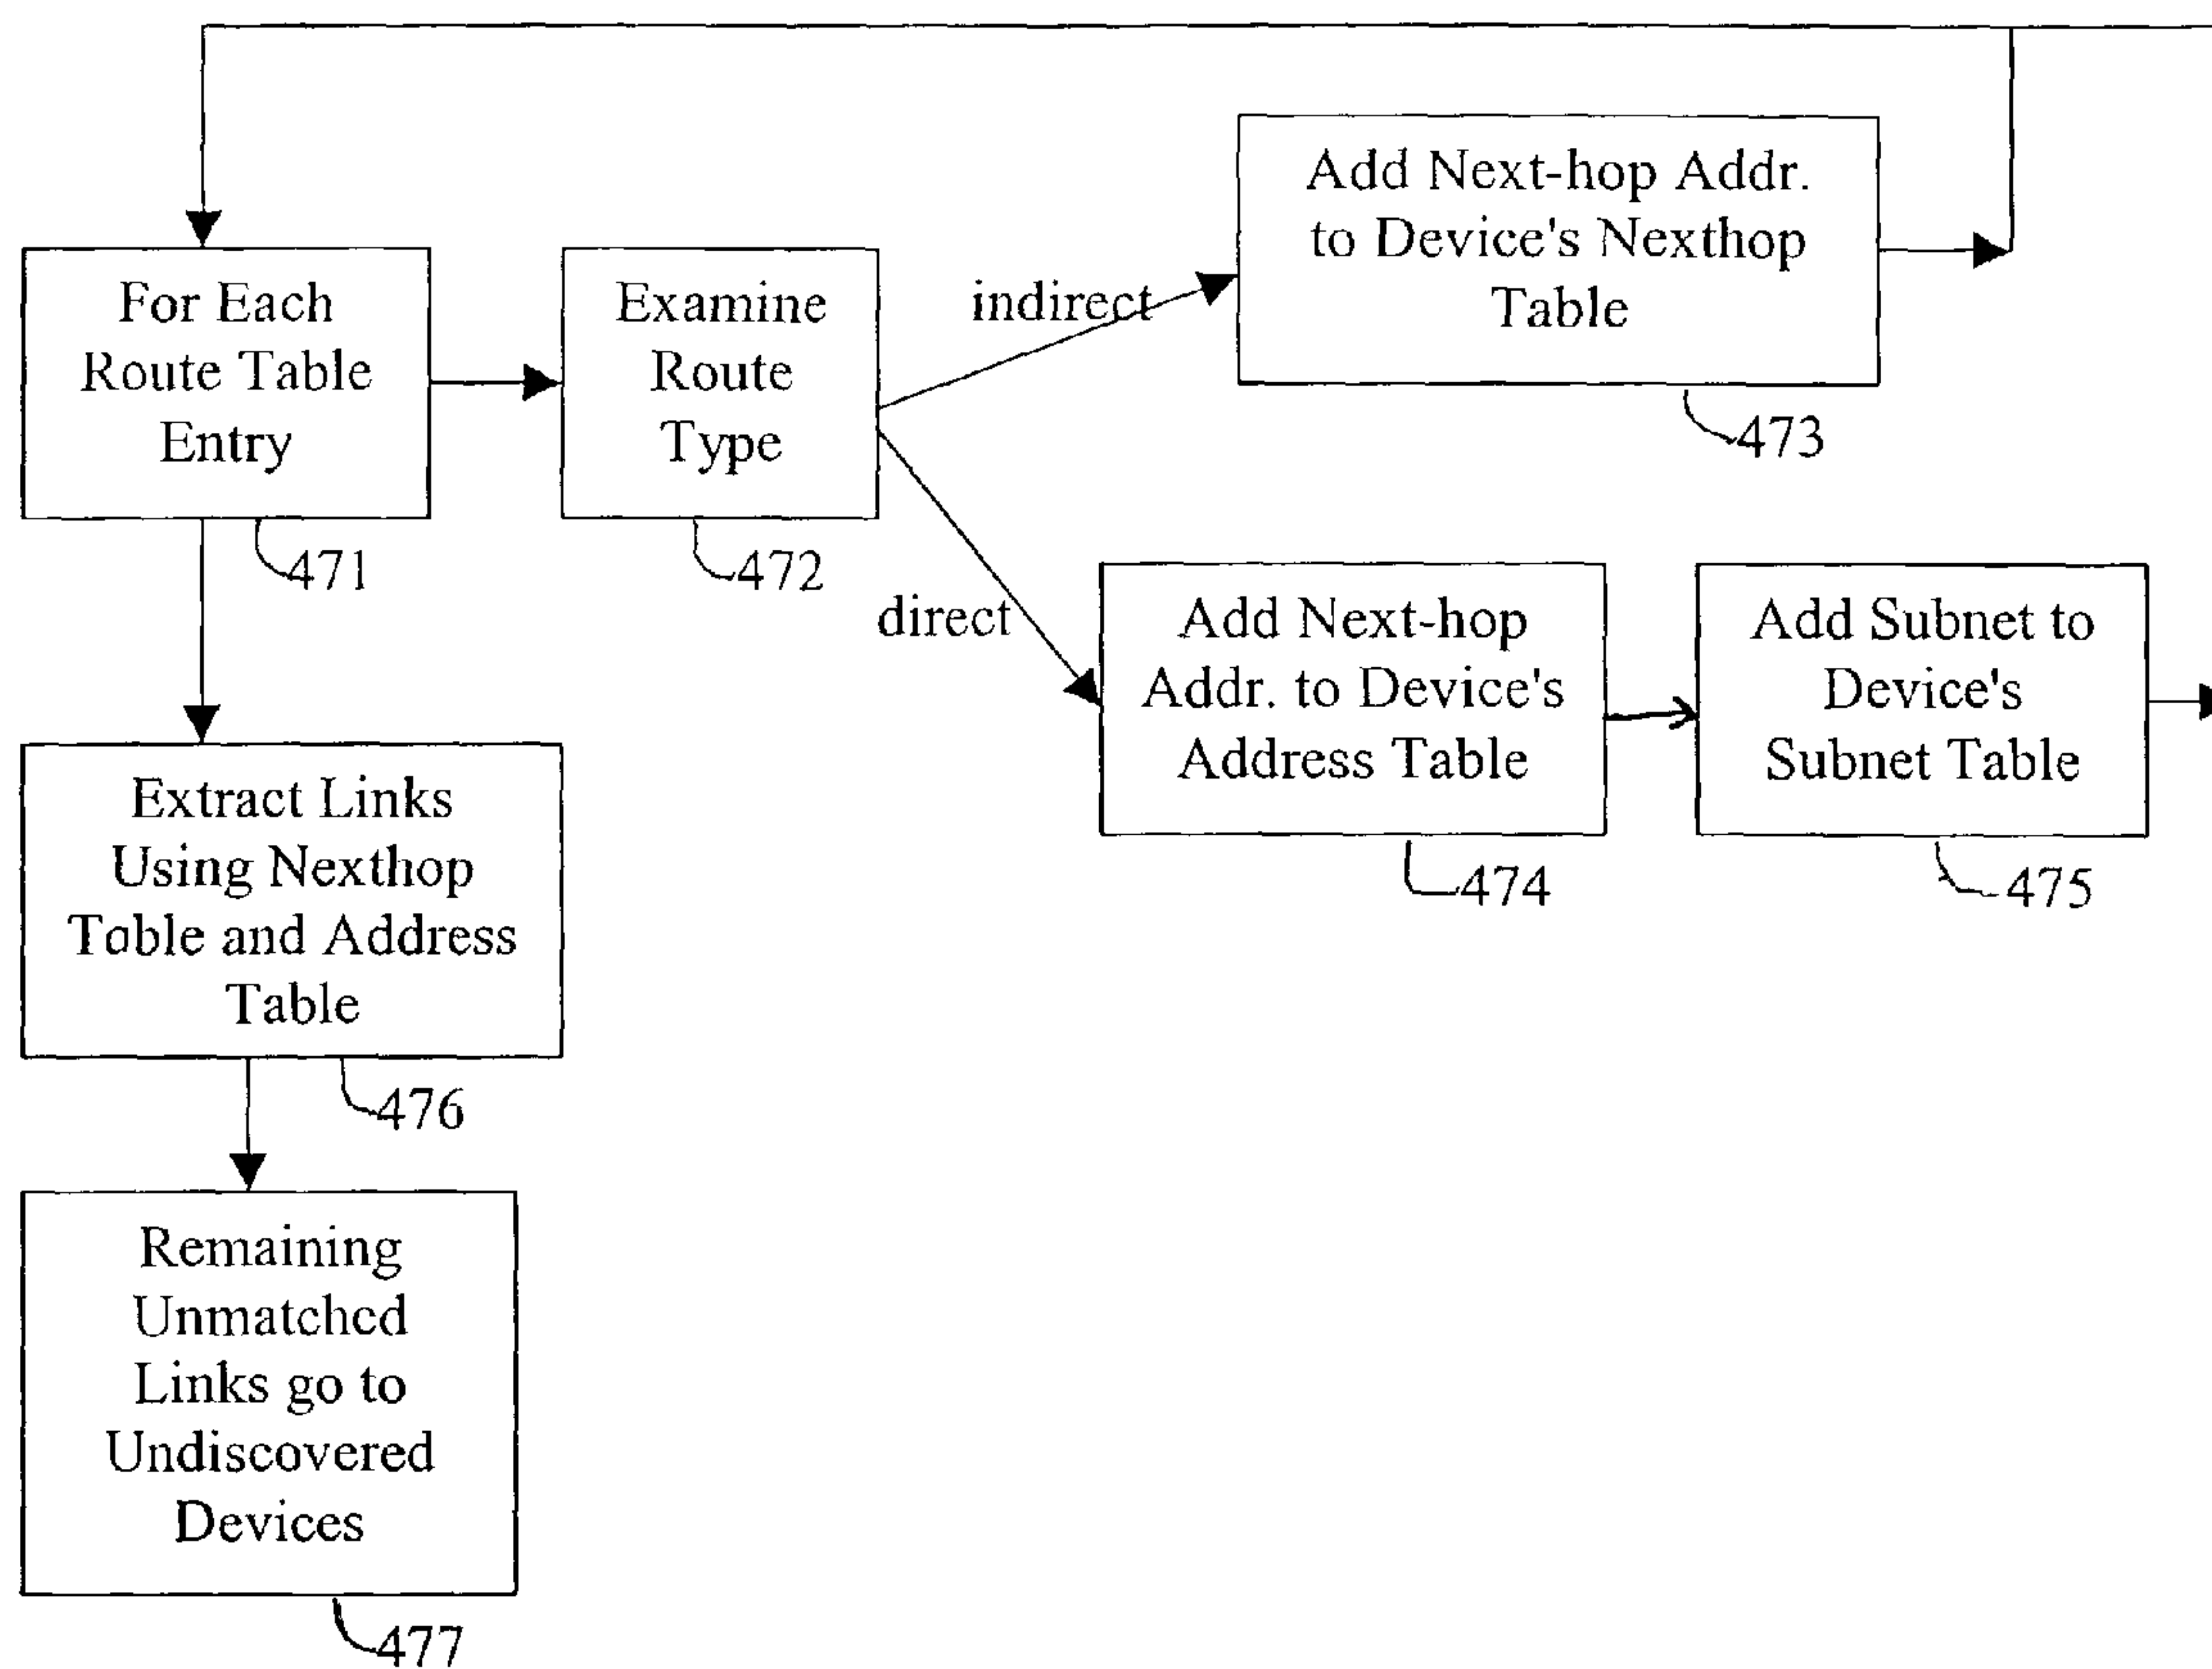 For Each
Route Table
Entry
471
Examine
Route
Type
472
indirect
Add Next-hop Addr.
to Device's Nexthop
Table
473
direct
Add Next-hop
Addr. to Device's
Address Table
474
Add Subnet to
Device's
Subnet Table
475
Extract Links
Using Nexthop
Table and Address
Table
476
Remaining
Unmatched
Links go to
Undiscovered
Devices
477